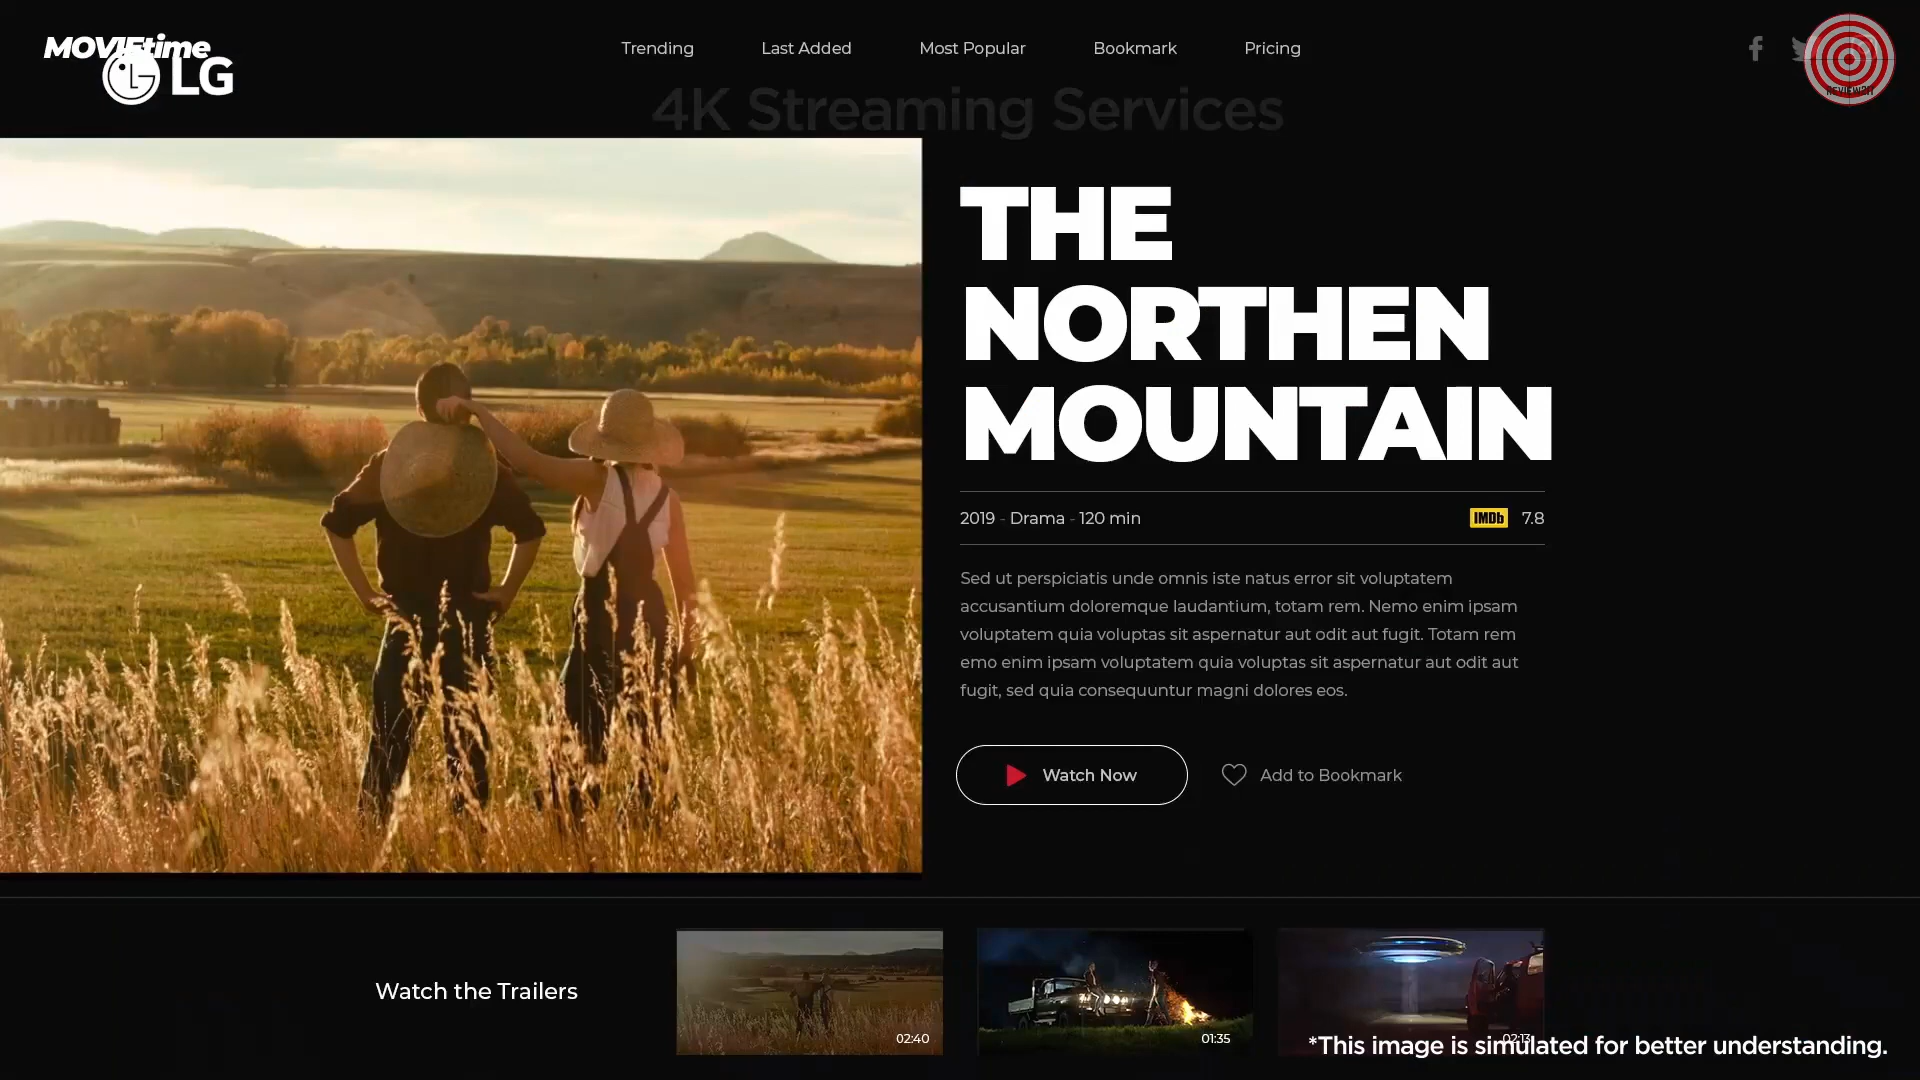 MOVIEtime
LG
Trending
Last Added
Most Popular
Bookmark
Pricing
4K Streaming Services
THE
NORTHEN
MOUNTAIN
2019 - Drama - 120 min
IMDb 7.8
Sed ut perspiciatis unde omnis iste natus error sit voluptatem
accusantium doloremque laudantium, totam rem. Nemo enim ipsam
voluptatem quia voluptas sit aspernatur aut odit aut fugit. Totam rem
emo enim ipsam voluptatem quia voluptas sit aspernatur aut odit aut
fugit, sed quia consequuntur magni dolores eos.
Watch Now
Add to Bookmark
Watch the Trailers
02:40
01:35
02:13
*This image is simulated for better understanding.